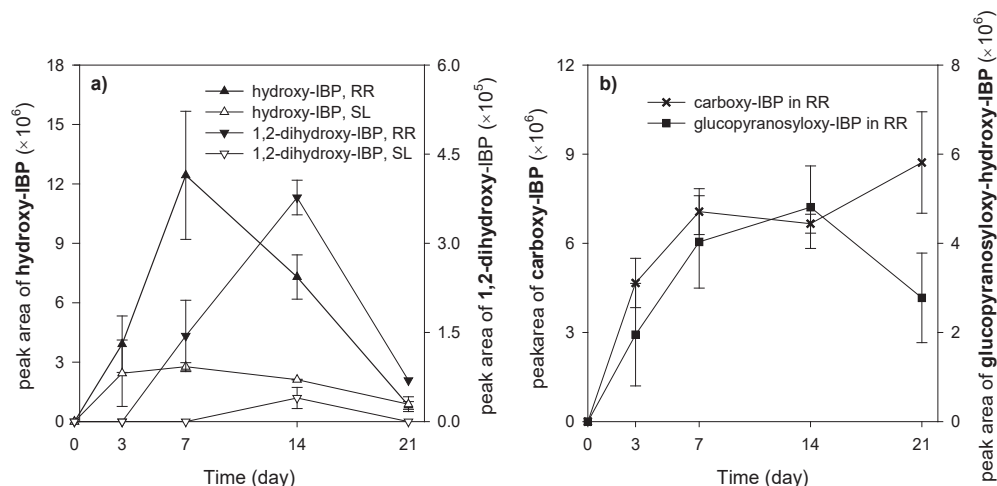 a)
hydroxy-IBP, RR
hydroxy-IBP, SL
1,2-dihydroxy-IBP, RR
1,2-dihydroxy-IBP, SL
peak area of hydroxy-IBP (×10⁶)
18
15
12
9
6
3
0
peak area of 1,2-dihydroxy-IBP (×10⁵)
6.0
4.5
3.0
1.5
0.0
0 3 7 14 21
Time (day)
b)
carboxy-IBP in RR
glucopyranosyloxy-IBP in RR
peakarea of carboxy-IBP (×10⁶)
12
9
6
3
0
peak area of glucopyranosyloxy-hydroxy-IBP (×10⁶)
8
6
4
2
0
0 3 7 14 21
Time (day)